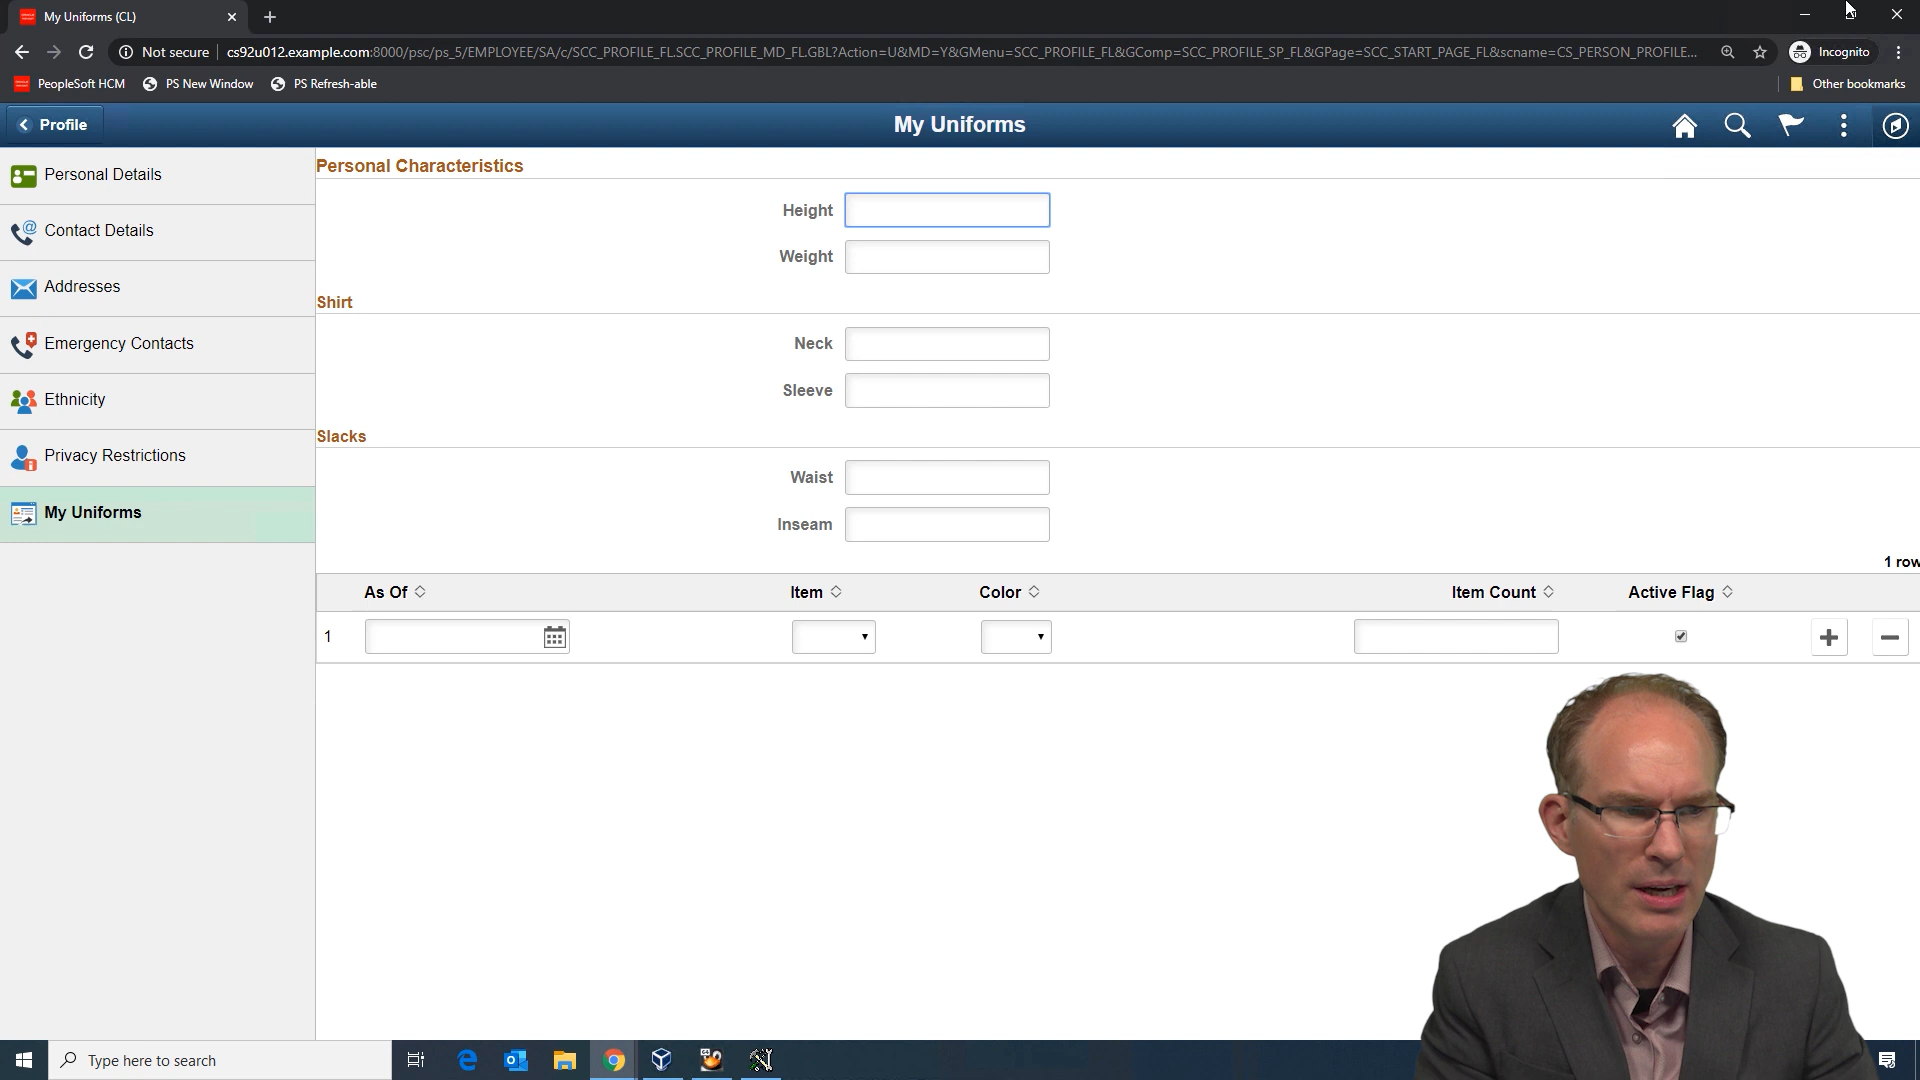 My Uniforms (CL)
Not secure
cs92u012.example.com:8000/psc/ps_5/EMPLOYEE/SA/c/SCC_PROFILE_FL.SCC_PROFILE_MD_FL.GBL?Action=U&MD=Y&GMenu=SCC_PROFILE_FL&GComp=SCC_PROFILE_SP_FL&GPage=SCC_START_PAGE_FL&scname=CS_PERSON_PROFILE...
Incognito
PeopleSoft HCM
PS New Window
PS Refresh-able
Other bookmarks
Profile
My Uniforms
Personal Details
Contact Details
Addresses
Emergency Contacts
Ethnicity
Privacy Restrictions
My Uniforms
Personal Characteristics
Height
Weight
Shirt
Neck
Sleeve
Slacks
Waist
Inseam
1 row
As Of
Item
Color
Item Count
Active Flag
1
Type here to search